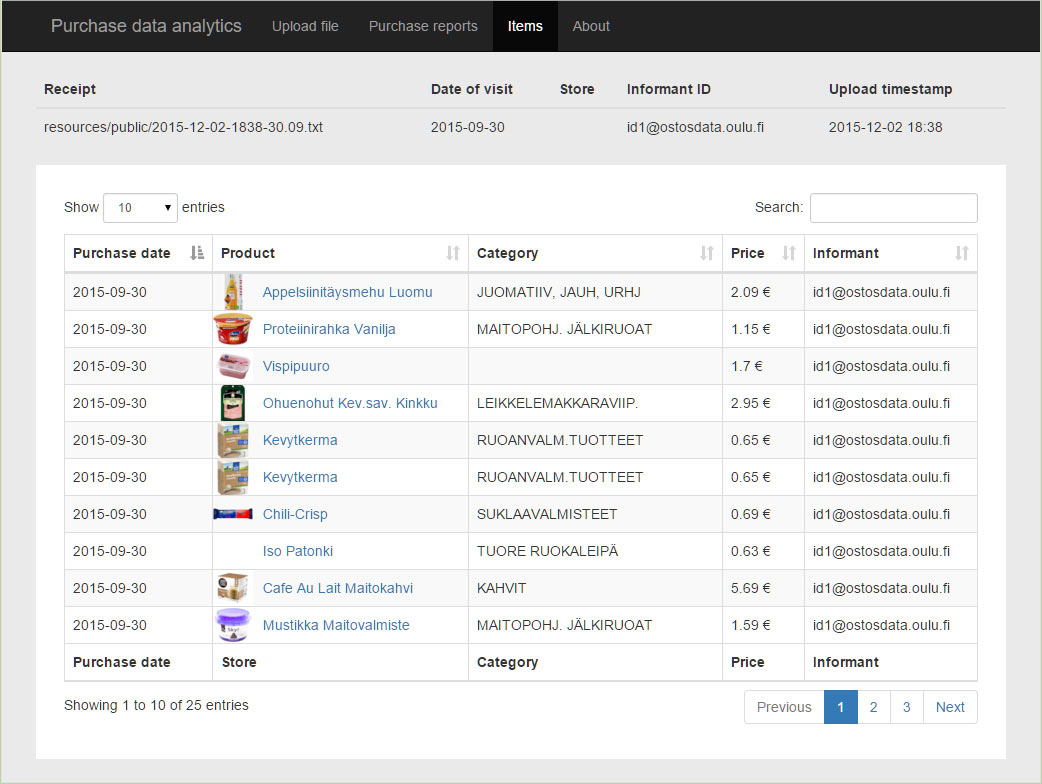 Purchase data analytics Upload file Purchase reports Items About
Receipt Date of visit Store Informant ID Upload timestamp
resources/public/2015-12-02-1838-30.09.txt 2015-09-30 id1@ostosdata.oulu.fi 2015-12-02 18:38
Show 10 entries Search:
Purchase date Product Category Price Informant
2015-09-30 Appelsiinitäysmehu Luomu JUOMATIIV, JAUH, URHJ 2.09 € id1@ostosdata.oulu.fi
2015-09-30 Proteiinirahka Vanilja MAITOPOHJ. JÄLKIRUOAT 1.15 € id1@ostosdata.oulu.fi
2015-09-30 Vispipuuro 1.7 € id1@ostosdata.oulu.fi
2015-09-30 Ohuenohut Kev.sav. Kinkku LEIKKELEMAKKARAVIIP. 2.95 € id1@ostosdata.oulu.fi
2015-09-30 Kevytkerma RUOANVALM.TUOTTEET 0.65 € id1@ostosdata.oulu.fi
2015-09-30 Kevytkerma RUOANVALM.TUOTTEET 0.65 € id1@ostosdata.oulu.fi
2015-09-30 Chili-Crisp SUKLAAVALMISTEET 0.69 € id1@ostosdata.oulu.fi
2015-09-30 Iso Patonki TUORE RUOKALEIPÄ 0.63 € id1@ostosdata.oulu.fi
2015-09-30 Cafe Au Lait Maitokahvi KAHVIT 5.69 € id1@ostosdata.oulu.fi
2015-09-30 Mustikka Maitovalmiste MAITOPOHJ. JÄLKIRUOAT 1.59 € id1@ostosdata.oulu.fi
Purchase date Store Category Price Informant
Showing 1 to 10 of 25 entries Previous 1 2 3 Next